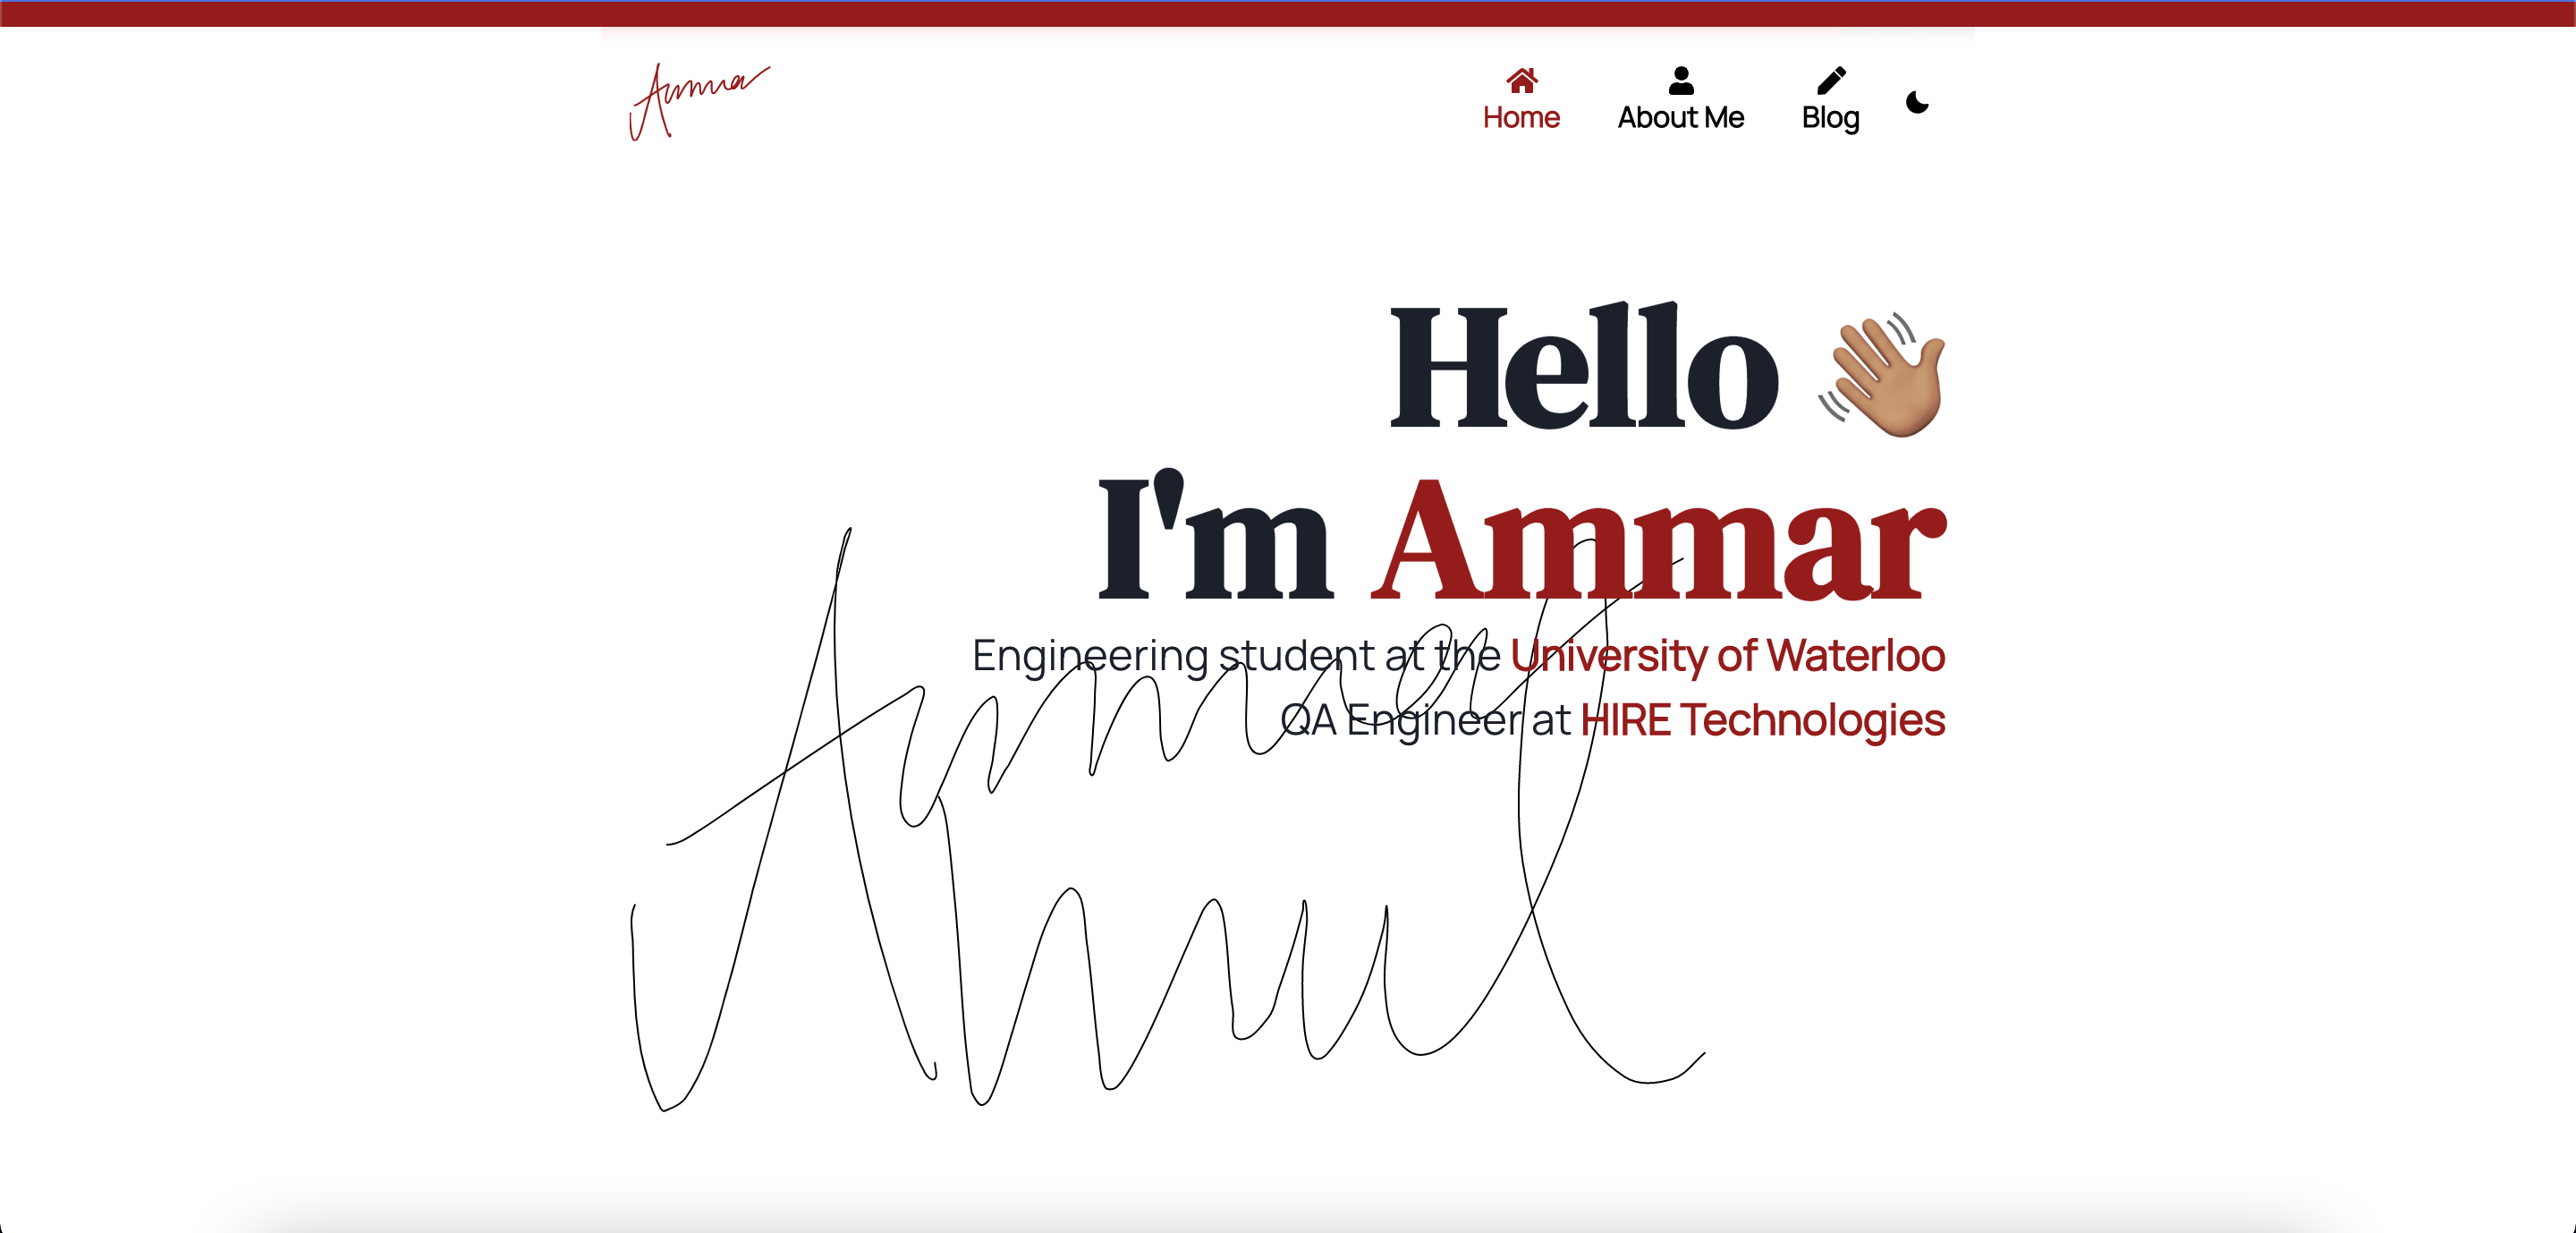 Ammar
Home
About Me
Blog
Hello 👋🏽
I'm Ammar
Engineering student at the University of Waterloo
QA Engineer at HIRE Technologies
Ammar